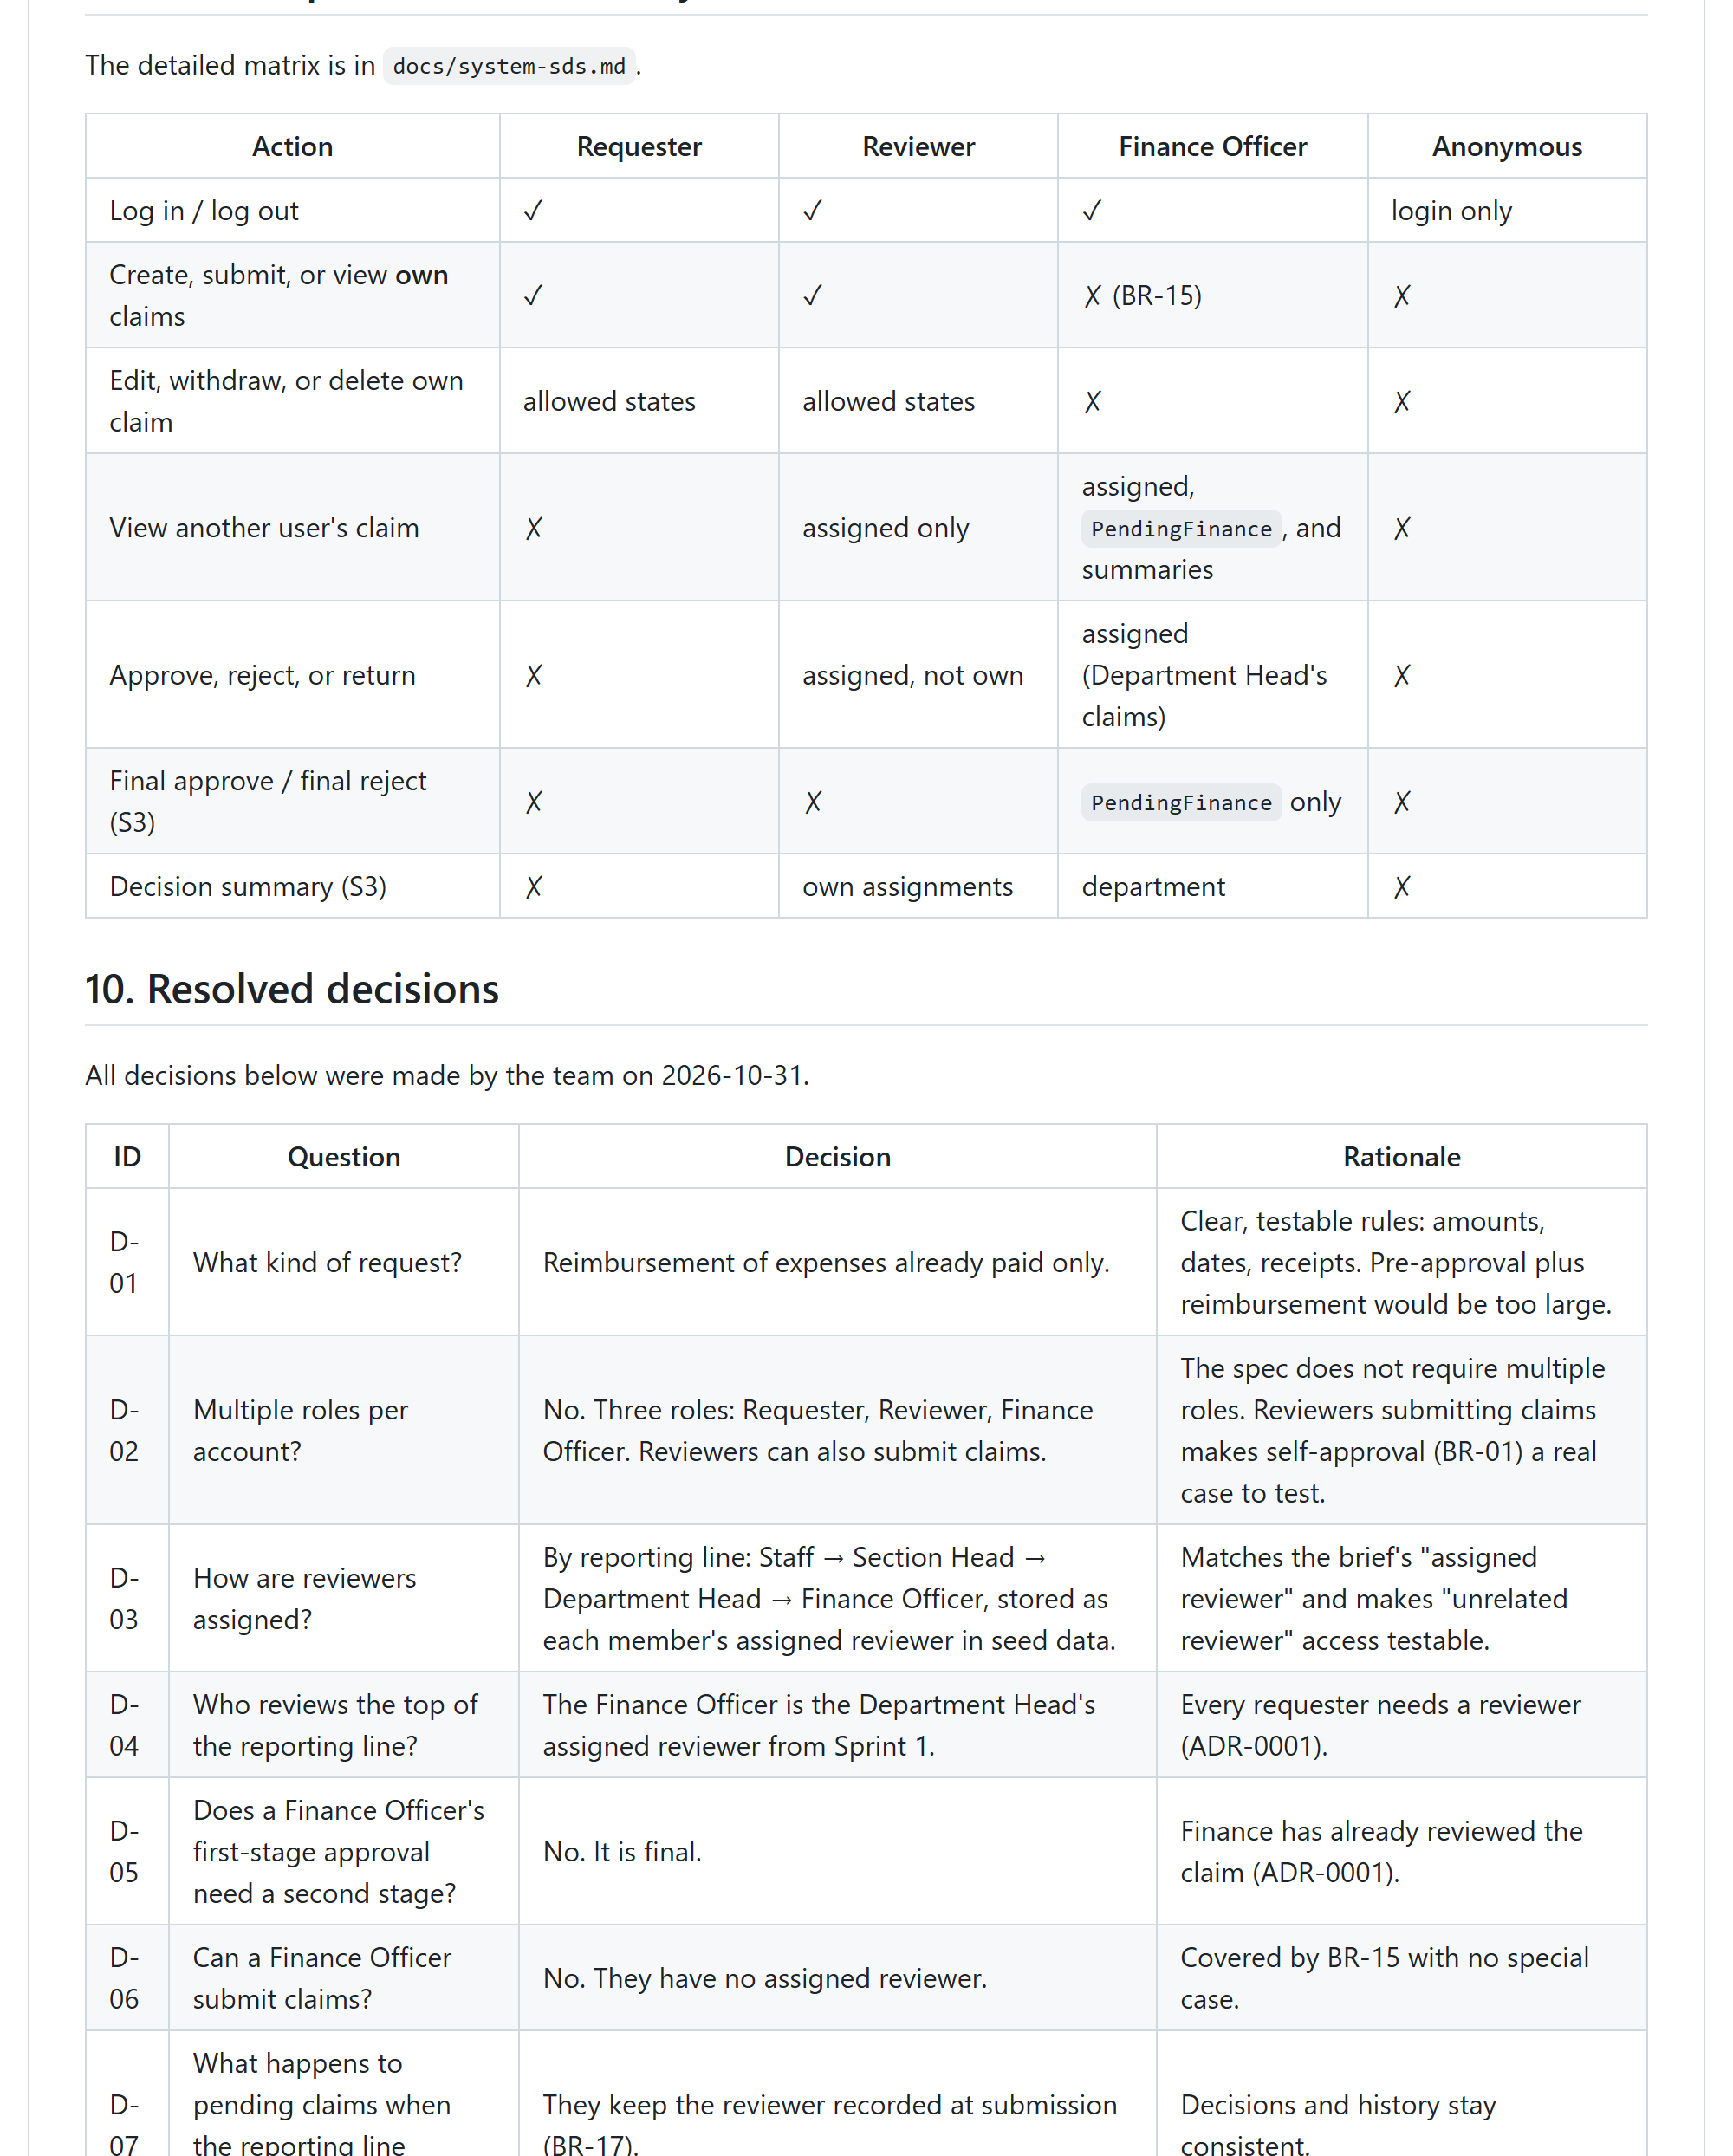 The detailed matrix is in docs/system-sds.md.
Action Requester Reviewer Finance Officer Anonymous
Log in / log out ✓ ✓ ✓ login only
Create, submit, or view own
claims
✓ ✓ ✗ (BR-15) ✗
Edit, withdraw, or delete own
claim
allowed states allowed states ✗ ✗
View another user's claim ✗ assigned only
assigned,
PendingFinance, and
summaries
✗
Approve, reject, or return ✗ assigned, not own
assigned
(Department Head's
claims)
✗
Final approve / final reject
(S3)
✗ ✗ PendingFinance only ✗
Decision summary (S3) ✗ own assignments department ✗
10. Resolved decisions
All decisions below were made by the team on 2026-10-31.
ID Question Decision Rationale
D-
01
What kind of request?
Reimbursement of expenses already paid only.
Clear, testable rules: amounts,
dates, receipts. Pre-approval plus
reimbursement would be too large.
D-
02
Multiple roles per
account?
No. Three roles: Requester, Reviewer, Finance
Officer. Reviewers can also submit claims.
The spec does not require multiple
roles. Reviewers submitting claims
makes self-approval (BR-01) a real
case to test.
D-
03
How are reviewers
assigned?
By reporting line: Staff → Section Head →
Department Head → Finance Officer, stored as
each member's assigned reviewer in seed data.
Matches the brief's "assigned
reviewer" and makes "unrelated
reviewer" access testable.
D-
04
Who reviews the top of
the reporting line?
The Finance Officer is the Department Head's
assigned reviewer from Sprint 1.
Every requester needs a reviewer
(ADR-0001).
D-
05
Does a Finance Officer's
first-stage approval
need a second stage?
No. It is final.
Finance has already reviewed the
claim (ADR-0001).
D-
06
Can a Finance Officer
submit claims?
No. They have no assigned reviewer.
Covered by BR-15 with no special
case.
D-
07
What happens to
pending claims when
the reporting line
They keep the reviewer recorded at submission
(BR-17).
Decisions and history stay
consistent.